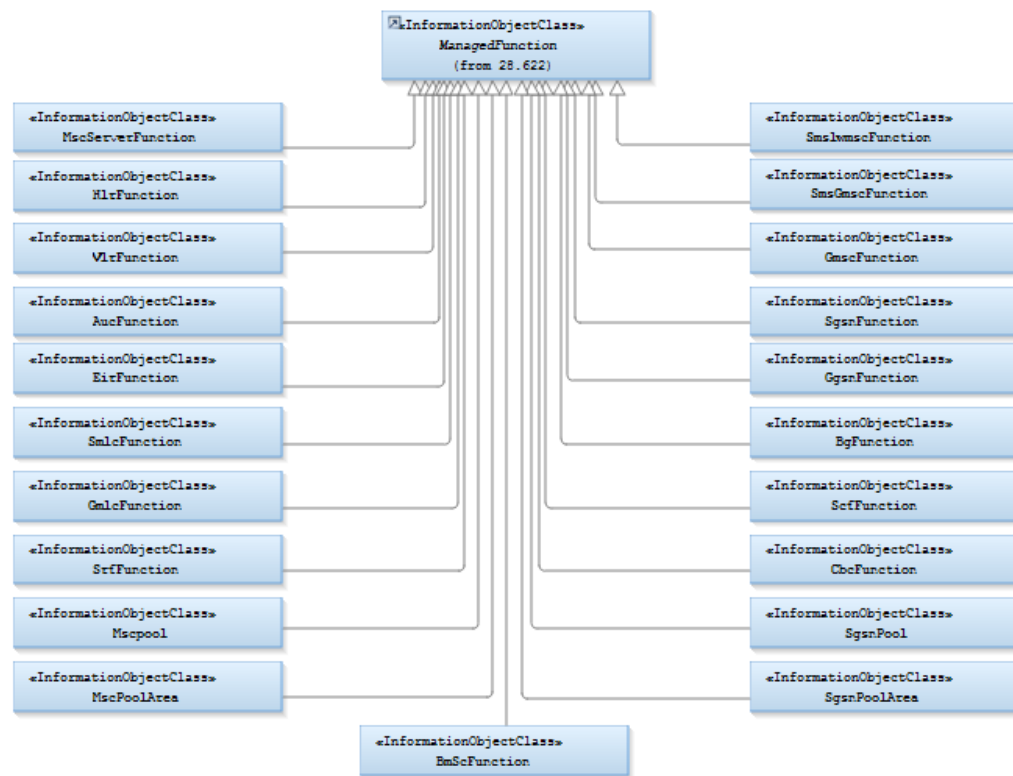 «InformationObjectClass»
ManagedFunction
(from 28.622)
«InformationObjectClass»
MscServerFunction
«InformationObjectClass»
HlrFunction
«InformationObjectClass»
VlrFunction
«InformationObjectClass»
AucFunction
«InformationObjectClass»
EirFunction
«InformationObjectClass»
SmlcFunction
«InformationObjectClass»
GmlcFunction
«InformationObjectClass»
SrfFunction
«InformationObjectClass»
Mscpool
«InformationObjectClass»
MscPoolArea
«InformationObjectClass»
SmsIwmscFunction
«InformationObjectClass»
SmsGmscFunction
«InformationObjectClass»
GmscFunction
«InformationObjectClass»
SgsnFunction
«InformationObjectClass»
GgsnFunction
«InformationObjectClass»
BgFunction
«InformationObjectClass»
ScfFunction
«InformationObjectClass»
CbcFunction
«InformationObjectClass»
SgsnPool
«InformationObjectClass»
SgsnPoolArea
«InformationObjectClass»
BmScFunction